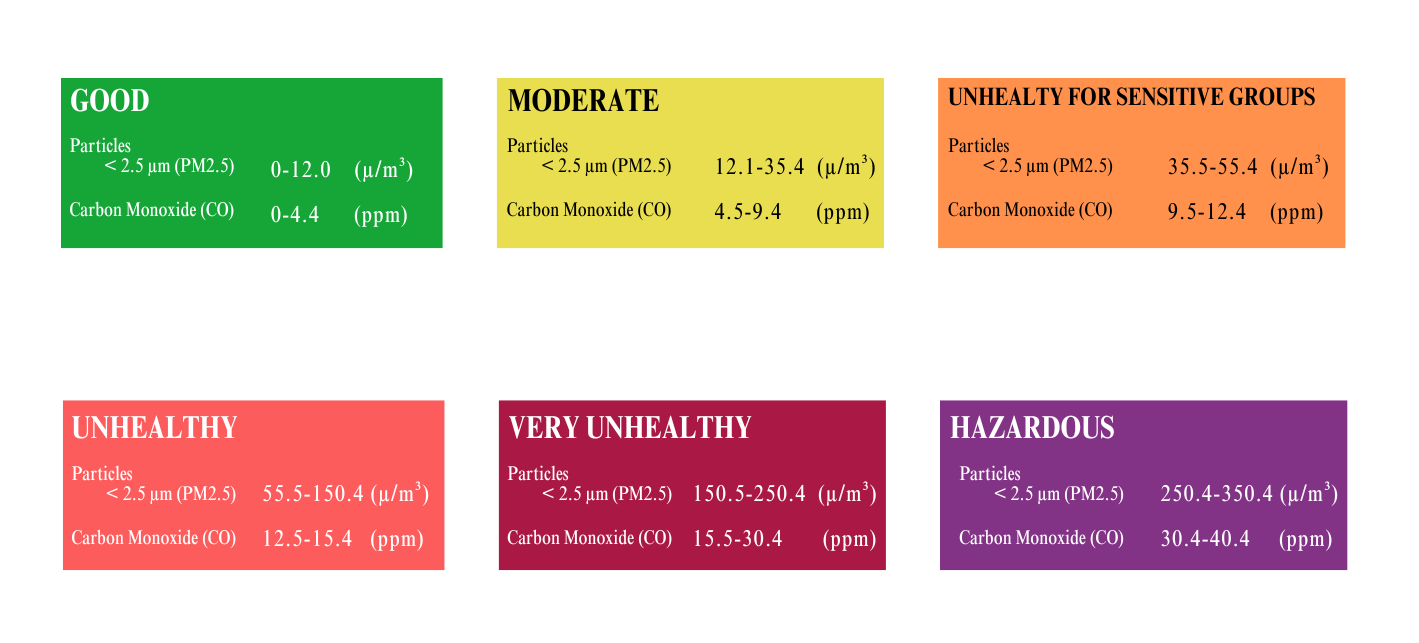 GOOD
Particles
< 2.5 µm (PM2.5) 0-12.0 (µ/m³)
Carbon Monoxide (CO) 0-4.4 (ppm)
MODERATE
Particles
< 2.5 µm (PM2.5) 12.1-35.4 (µ/m³)
Carbon Monoxide (CO) 4.5-9.4 (ppm)
UNHEALTY FOR SENSITIVE GROUPS
Particles
< 2.5 µm (PM2.5) 35.5-55.4 (µ/m³)
Carbon Monoxide (CO) 9.5-12.4 (ppm)
UNHEALTHY
Particles
< 2.5 µm (PM2.5) 55.5-150.4 (µ/m³)
Carbon Monoxide (CO) 12.5-15.4 (ppm)
VERY UNHEALTHY
Particles
< 2.5 µm (PM2.5) 150.5-250.4 (µ/m³)
Carbon Monoxide (CO) 15.5-30.4 (ppm)
HAZARDOUS
Particles
< 2.5 µm (PM2.5) 250.4-350.4 (µ/m³)
Carbon Monoxide (CO) 30.4-40.4 (ppm)